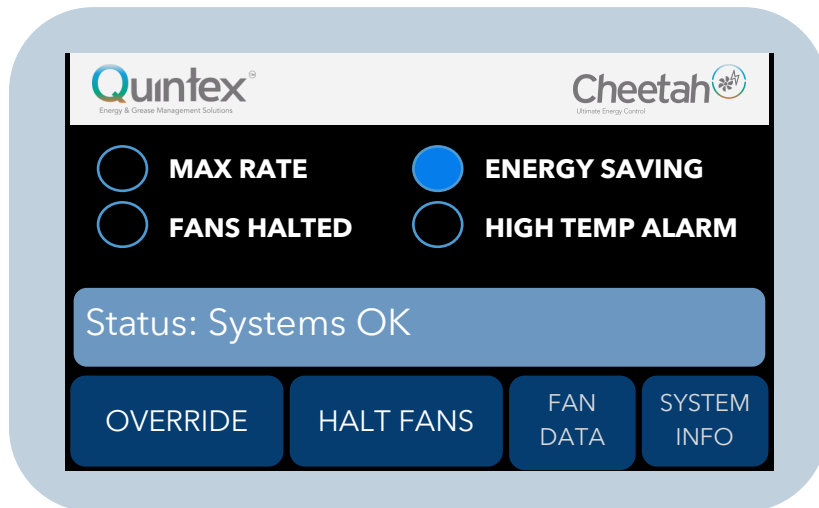 Quintex®
Energy & Grease Management Solutions
Cheetah
Ultimate Energy Control
MAX RATE
ENERGY SAVING
FANS HALTED
HIGH TEMP ALARM
Status: Systems OK
OVERRIDE
HALT FANS
FAN
DATA
SYSTEM
INFO